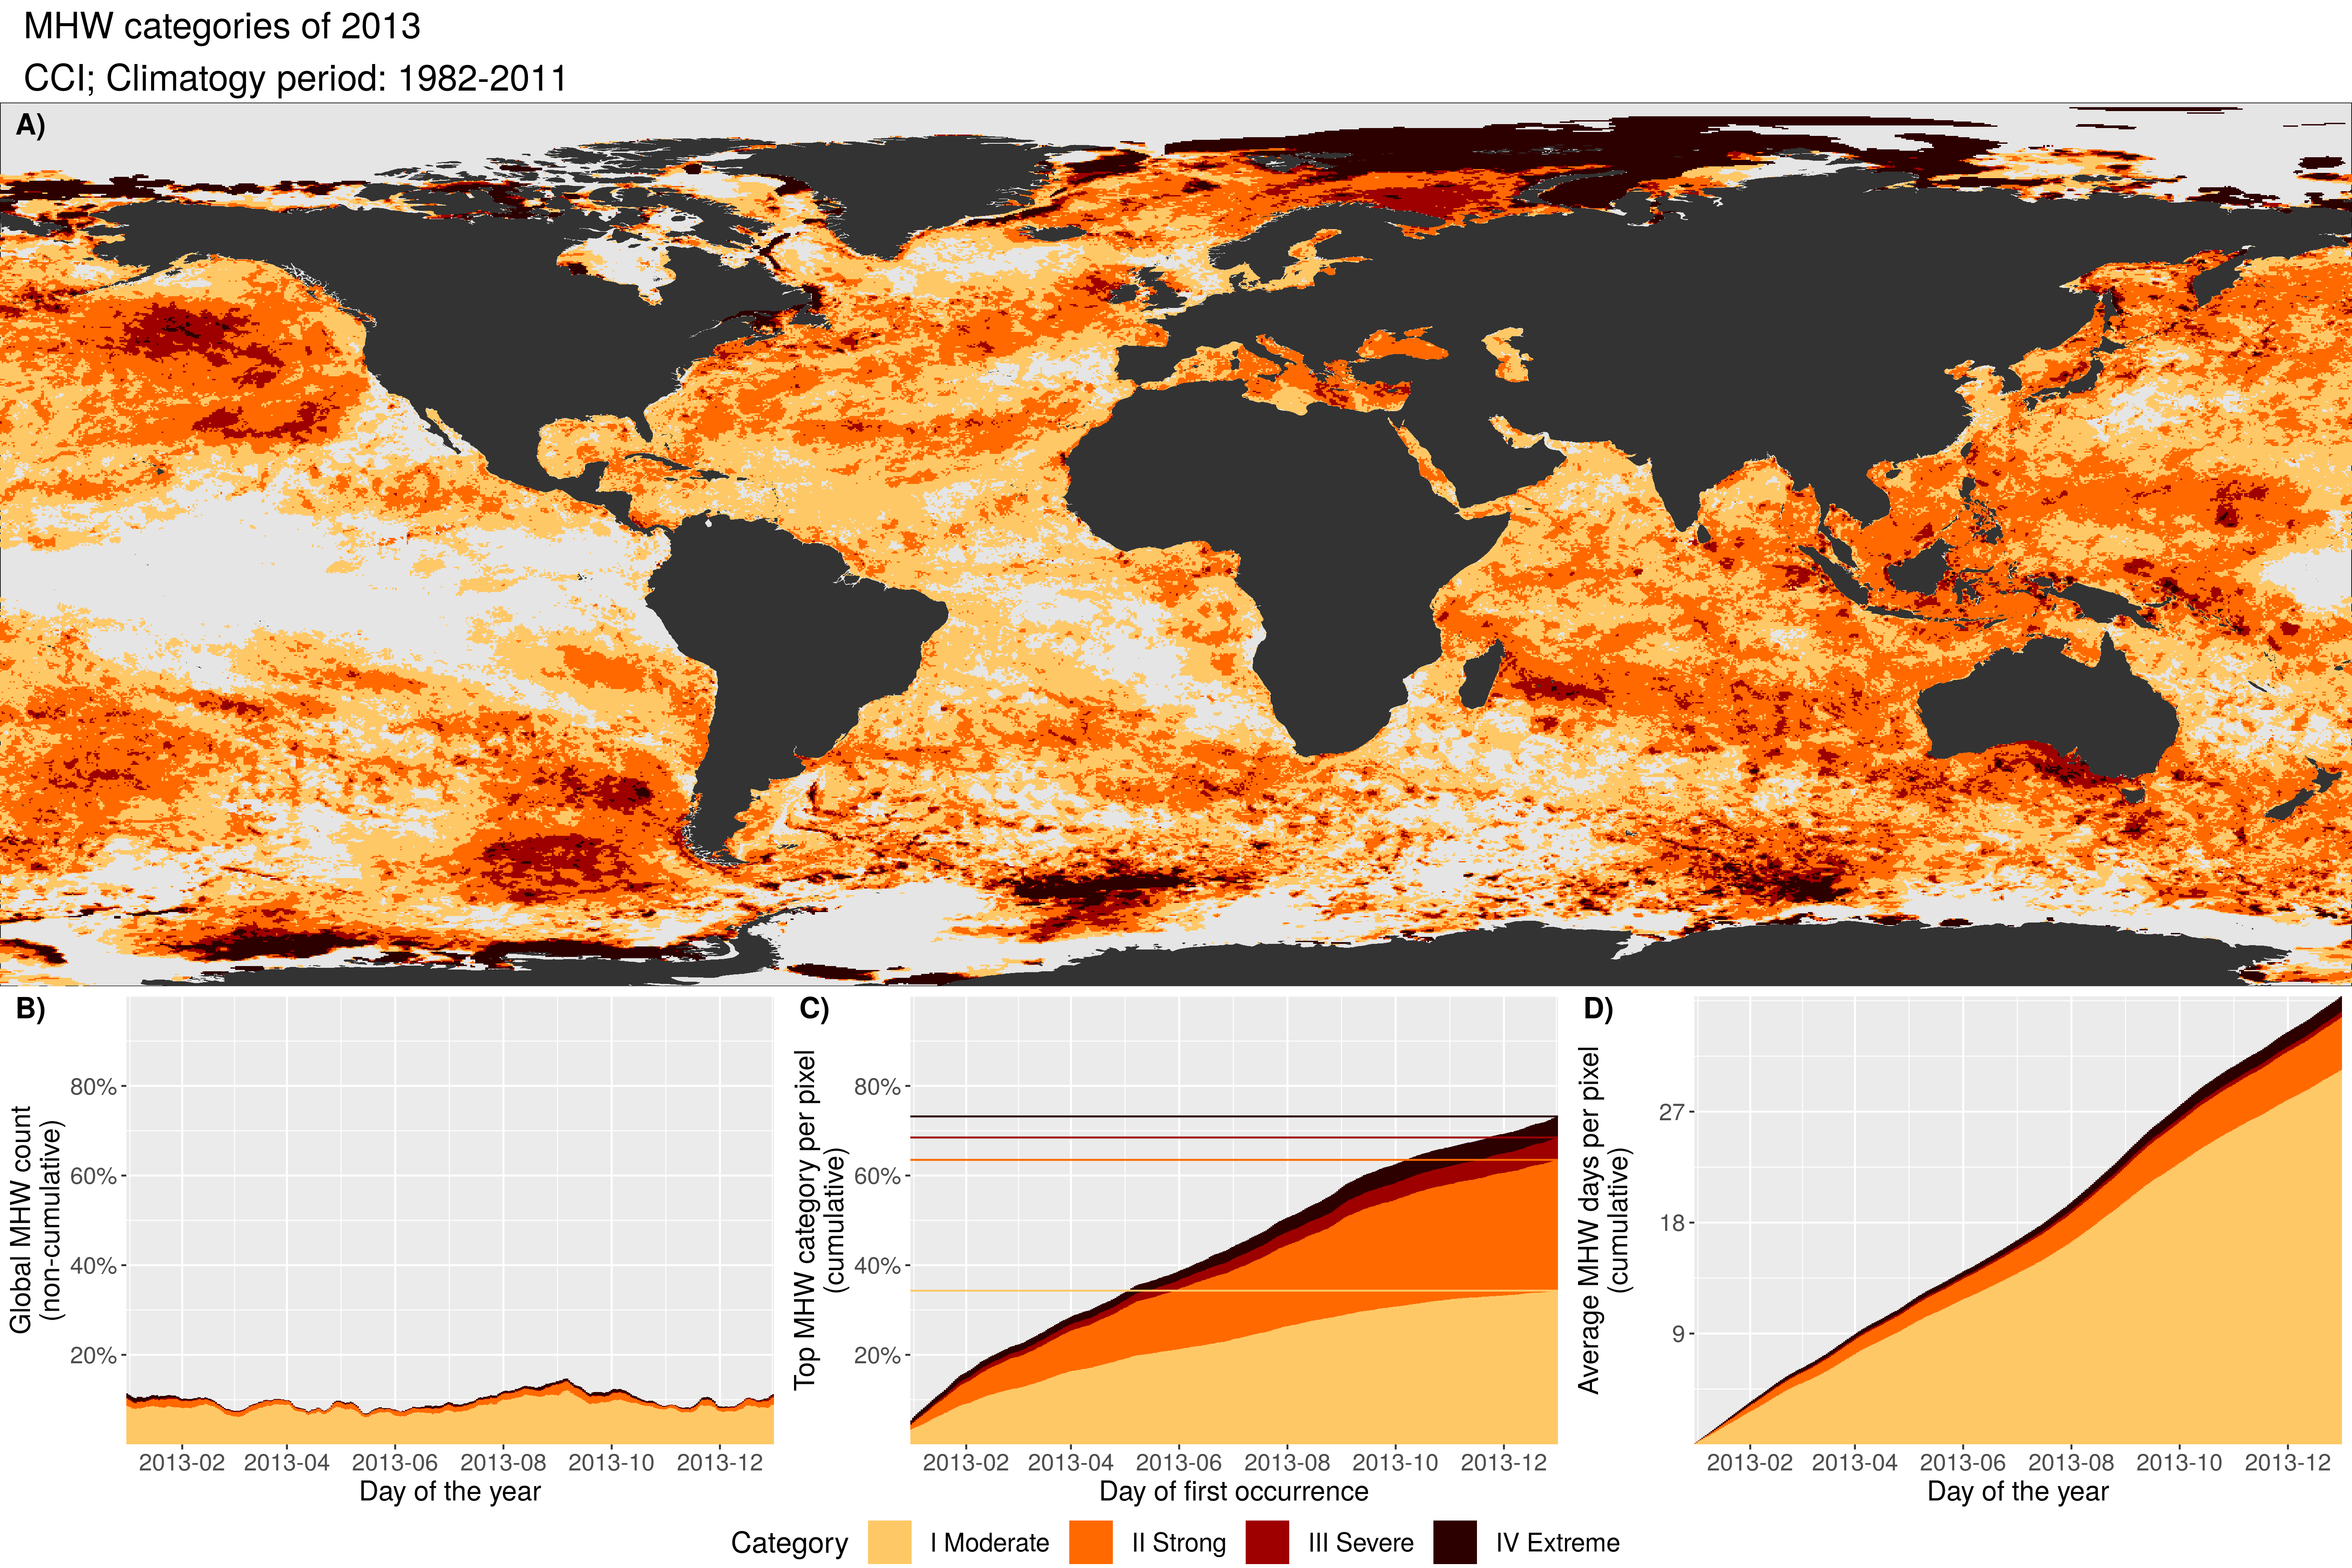 MHW categories of 2013
CCI; Climatogy period: 1982-2011
A)
B)
Global MHW count
(non-cumulative)
80%
60%
40%
20%
2013-02 2013-04 2013-06 2013-08 2013-10 2013-12
Day of the year
C)
Top MHW category per pixel
(cumulative)
80%
60%
40%
20%
2013-02 2013-04 2013-06 2013-08 2013-10 2013-12
Day of first occurrence
D)
Average MHW days per pixel
(cumulative)
27
18
9
2013-02 2013-04 2013-06 2013-08 2013-10 2013-12
Day of the year
Category I Moderate II Strong III Severe IV Extreme